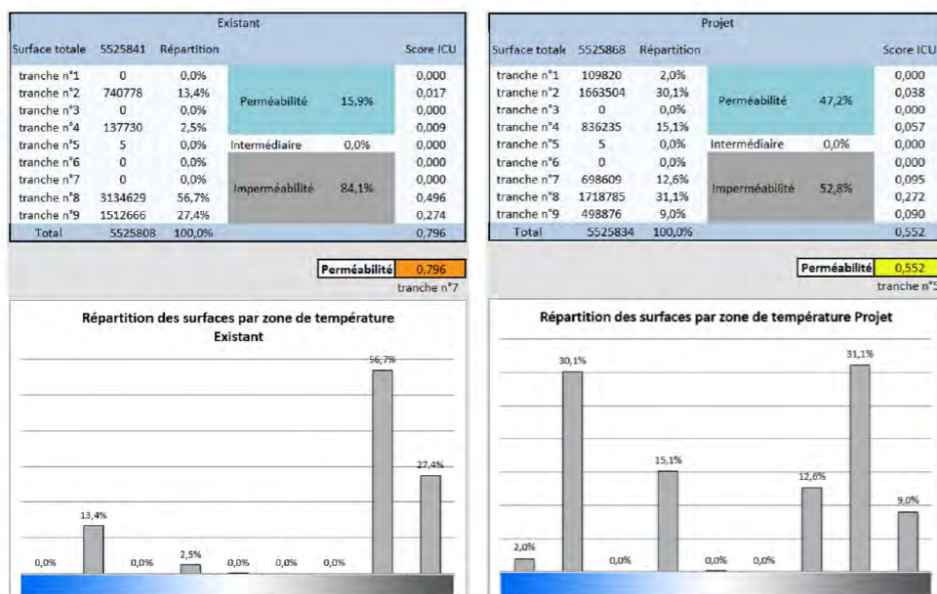 Existant
Surface totale 5525841 Répartition Score ICU
tranche n°1 0 0,0% 0,000
tranche n°2 740778 13,4% 0,017
Perméabilité 15,9%
tranche n°3 0 0,0% 0,000
tranche n°4 137730 2,5% 0,009
tranche n°5 5 0,0% Intermédiaire 0,0% 0,000
tranche n°6 0 0,0% 0,000
tranche n°7 0 0,0% 0,000
Imperméabilité 84,1%
tranche n°8 3134629 56,7% 0,496
tranche n°9 1512666 27,4% 0,274
Total 5525808 100,0% 0,796
Perméabilité 0,796
tranche n°7
Répartition des surfaces par zone de température
Existant
56,7%
27,4%
13,4%
2,5%
0,0% 0,0% 0,0% 0,0% 0,0%
Projet
Surface totale 5525868 Répartition Score ICU
tranche n°1 109820 2,0% 0,000
tranche n°2 1663504 30,1% 0,038
Perméabilité 47,2%
tranche n°3 0 0,0% 0,000
tranche n°4 836235 15,1% 0,057
tranche n°5 5 0,0% Intermédiaire 0,0% 0,000
tranche n°6 0 0,0% 0,000
tranche n°7 698609 12,6% 0,095
Imperméabilité 52,8%
tranche n°8 1718785 31,1% 0,272
tranche n°9 498876 9,0% 0,090
Total 5525834 100,0% 0,552
Perméabilité 0,552
tranche n°5
Répartition des surfaces par zone de température Projet
30,1% 31,1%
15,1%
12,6%
9,0%
2,0%
0,0% 0,0% 0,0%